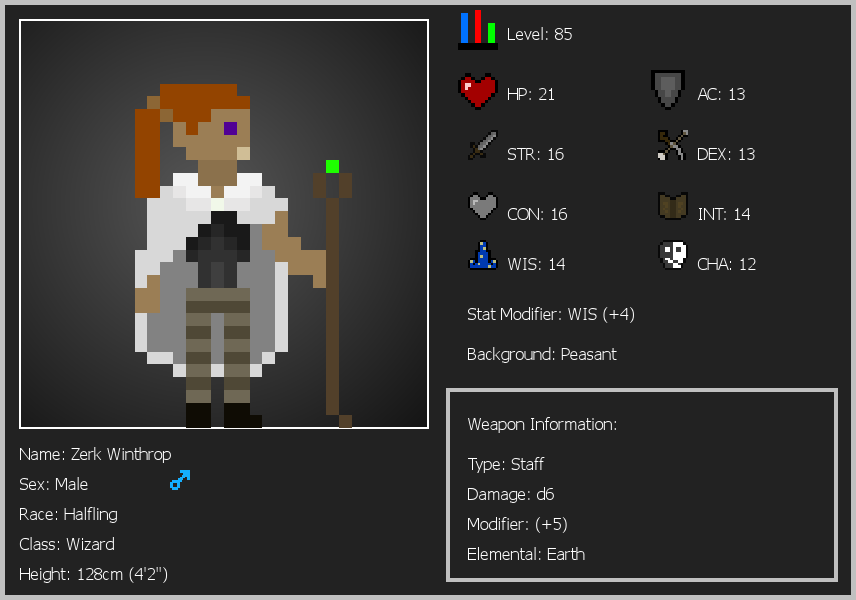 Level: 85
HP: 21
AC: 13
STR: 16
DEX: 13
CON: 16
INT: 14
WIS: 14
CHA: 12
Stat Modifier: WIS (+4)
Background: Peasant
Weapon Information:
Type: Staff
Damage: d6
Modifier: (+5)
Elemental: Earth
Name: Zerk Winthrop
Sex: Male
Race: Halfling
Class: Wizard
Height: 128cm (4'2")